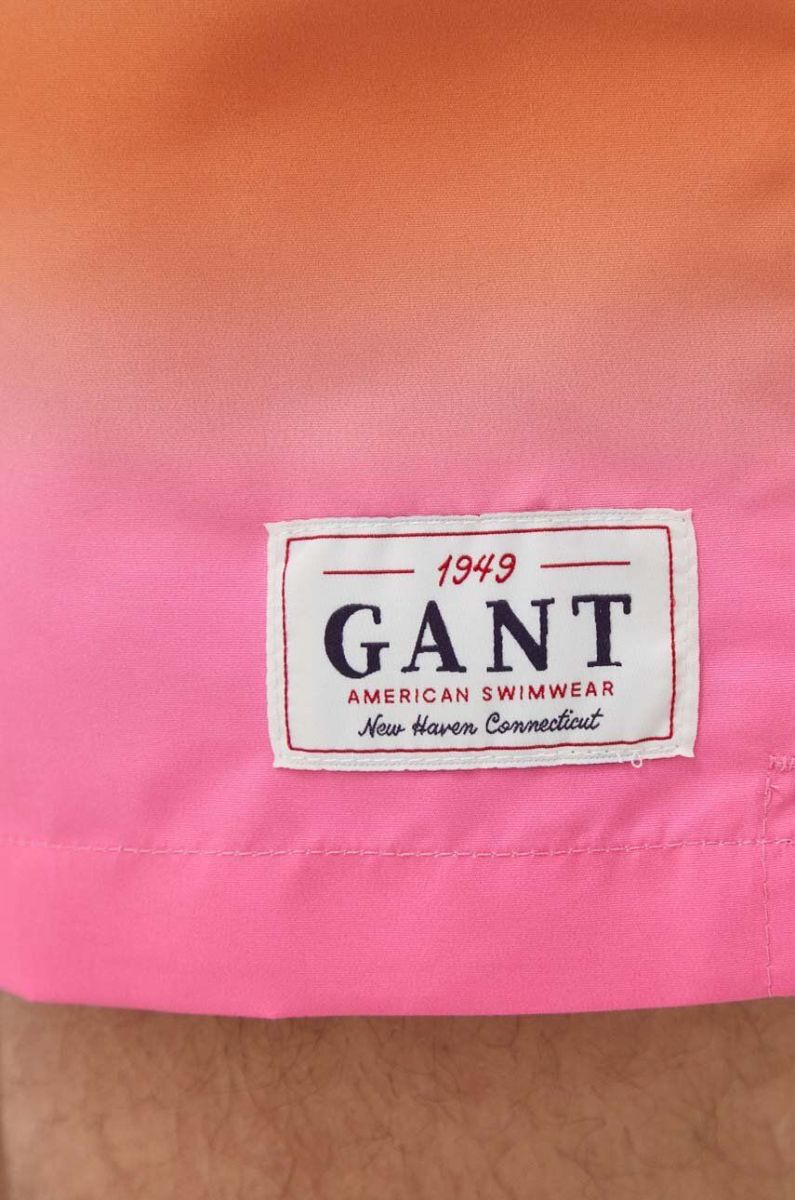 1949
GANT
AMERICAN SWIMWEAR
New Haven Connecticut